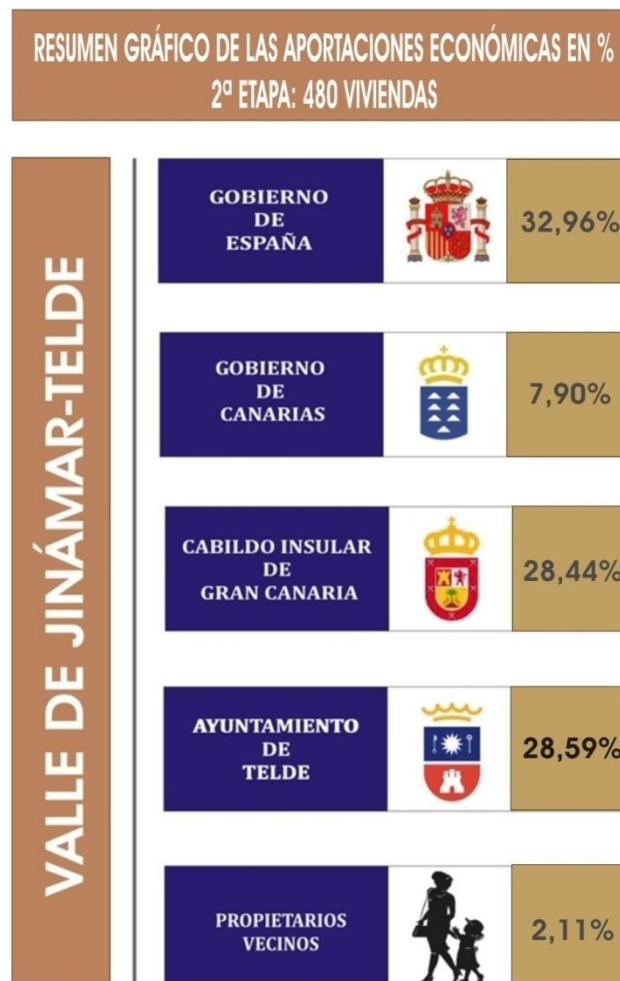 RESUMEN GRÁFICO DE LAS APORTACIONES ECONÓMICAS EN %
2ª ETAPA: 480 VIVIENDAS
VALLE DE JINÁMAR-TELDE
GOBIERNO
DE
ESPAÑA
32,96%
GOBIERNO
DE
CANARIAS
7,90%
CABILDO INSULAR
DE
GRAN CANARIA
28,44%
AYUNTAMIENTO
DE
TELDE
28,59%
PROPIETARIOS
VECINOS
2,11%